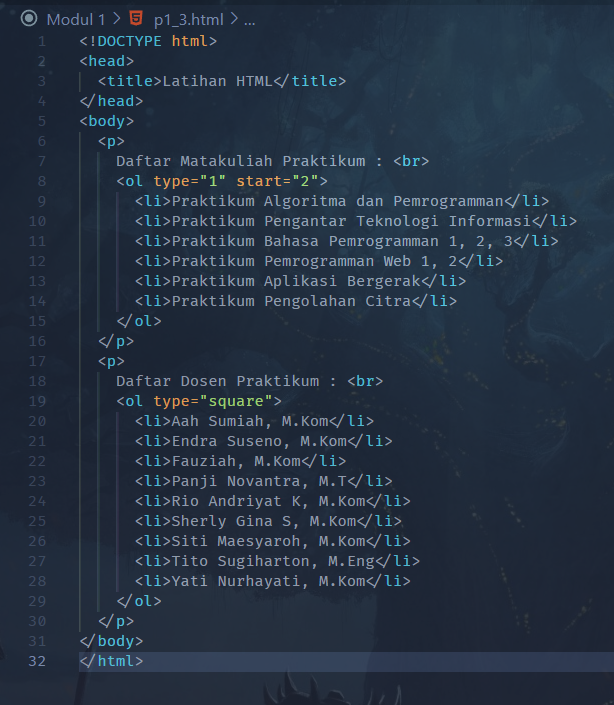 Modul 1 > p1_3.html > ...
1 <!DOCTYPE html>
2 <head>
3 <title>Latihan HTML</title>
4 </head>
5 <body>
6 <p>
7 Daftar Matakuliah Praktikum : <br>
8 <ol type="1" start="2">
9 <li>Praktikum Algoritma dan Pemrogramman</li>
10 <li>Praktikum Pengantar Teknologi Informasi</li>
11 <li>Praktikum Bahasa Pemrogramman 1, 2, 3</li>
12 <li>Praktikum Pemrogramman Web 1, 2</li>
13 <li>Praktikum Aplikasi Bergerak</li>
14 <li>Praktikum Pengolahan Citra</li>
15 </ol>
16 </p>
17 <p>
18 Daftar Dosen Praktikum : <br>
19 <ol type="square">
20 <li>Aah Sumiah, M.Kom</li>
21 <li>Endra Suseno, M.Kom</li>
22 <li>Fauziah, M.Kom</li>
23 <li>Panji Novantra, M.T</li>
24 <li>Rio Andriyat K, M.Kom</li>
25 <li>Sherly Gina S, M.Kom</li>
26 <li>Siti Maesyaroh, M.Kom</li>
27 <li>Tito Sugiharton, M.Eng</li>
28 <li>Yati Nurhayati, M.Kom</li>
29 </ol>
30 </p>
31 </body>
32 </html>